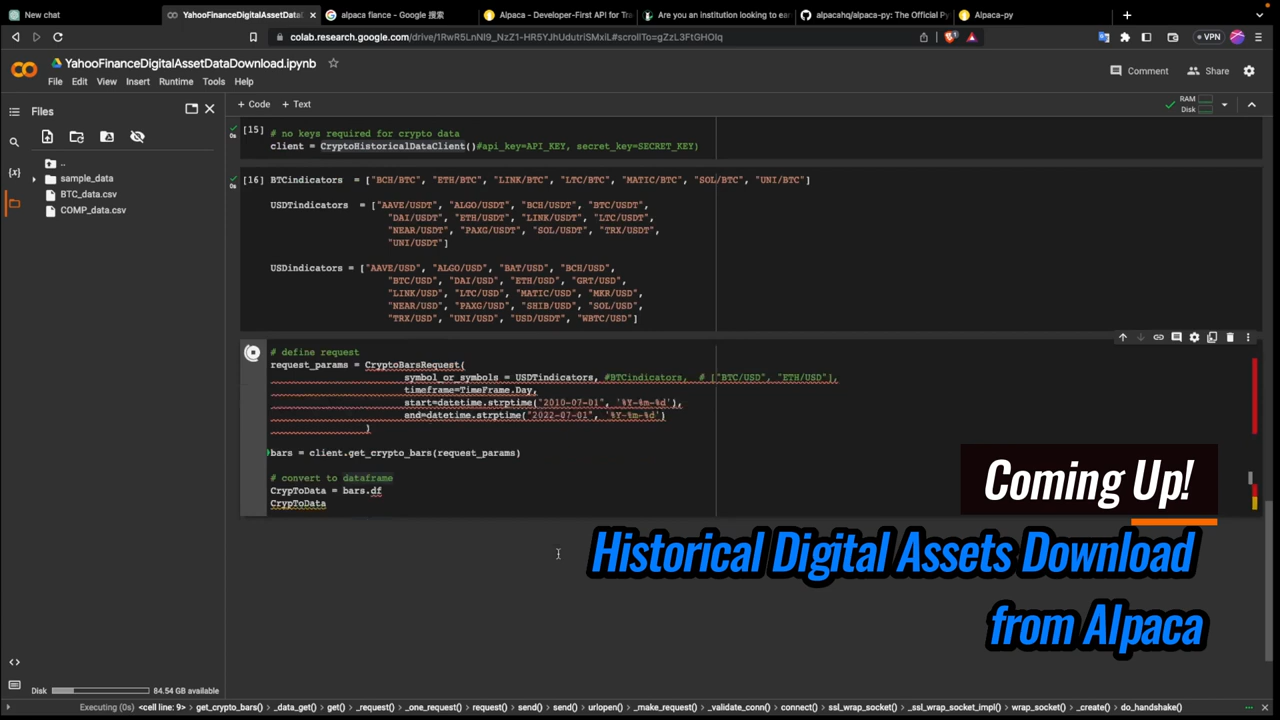 New chat
YahooFinanceDigitalAssetData
alpaca fiance - Google 搜索
Alpaca - Developer-First API for Tra
Are you an institution looking to ear
alpacahq/alpaca-py: The Official Py
Alpaca-py
colab.research.google.com/drive/1RwR5LnNI9_NzZ1-HR5YJhUdutriSMxiL#scrollTo=gZzL3FtGHOIq
VPN
YahooFinanceDigitalAssetDataDownload.ipynb
File Edit View Insert Runtime Tools Help
Comment
Share
Files
+ Code + Text
RAM
Disk
..
sample_data
BTC_data.csv
COMP_data.csv
[15]
0s
# no keys required for crypto data
client = CryptoHistoricalDataClient()#api_key=API_KEY, secret_key=SECRET_KEY)
[16]
0s
BTCindicators = ["BCH/BTC", "ETH/BTC", "LINK/BTC", "LTC/BTC", "MATIC/BTC", "SOL/BTC", "UNI/BTC"]
USDTindicators = ["AAVE/USDT", "ALGO/USDT", "BCH/USDT", "BTC/USDT",
"DAI/USDT", "ETH/USDT", "LINK/USDT", "LTC/USDT",
"NEAR/USDT", "PAXG/USDT", "SOL/USDT", "TRX/USDT",
"UNI/USDT"]
USDindicators = ["AAVE/USD", "ALGO/USD", "BAT/USD", "BCH/USD",
"BTC/USD", "DAI/USD", "ETH/USD", "GRT/USD",
"LINK/USD", "LTC/USD", "MATIC/USD", "MKR/USD",
"NEAR/USD", "PAXG/USD", "SHIB/USD", "SOL/USD",
"TRX/USD", "UNI/USD", "USD/USDT", "WBTC/USD"]
# define request
request_params = CryptoBarsRequest(
symbol_or_symbols = USDTindicators, #BTCindicators, # ["BTC/USD", "ETH/USD"],
timeframe=TimeFrame.Day,
start=datetime.strptime("2010-07-01", '%Y-%m-%d'),
end=datetime.strptime("2022-07-01", '%Y-%m-%d')
)
bars = client.get_crypto_bars(request_params)
# convert to dataframe
CrypToData = bars.df
CrypToData
Coming Up!
Historical Digital Assets Download
from Alpaca
Disk
84.54 GB available
Executing (0s) <cell line: 9> get_crypto_bars() _data_get() get() _request() _one_request() request() send() send() urlopen() _make_request() _validate_conn() connect() ssl_wrap_socket() _ssl_wrap_socket_impl() wrap_socket() _create() do_handshake()